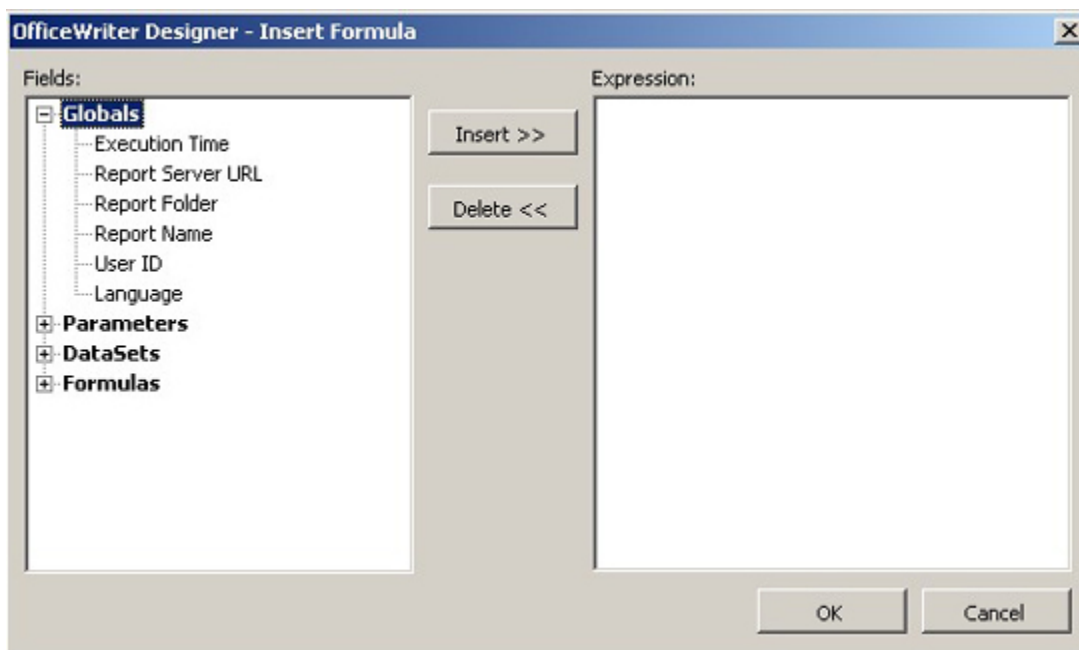 OfficeWriter Designer - Insert Formula
Fields:
Globals
Execution Time
Report Server URL
Report Folder
Report Name
User ID
Language
Parameters
DataSets
Formulas
Insert >>
Delete <<
Expression:
OK
Cancel